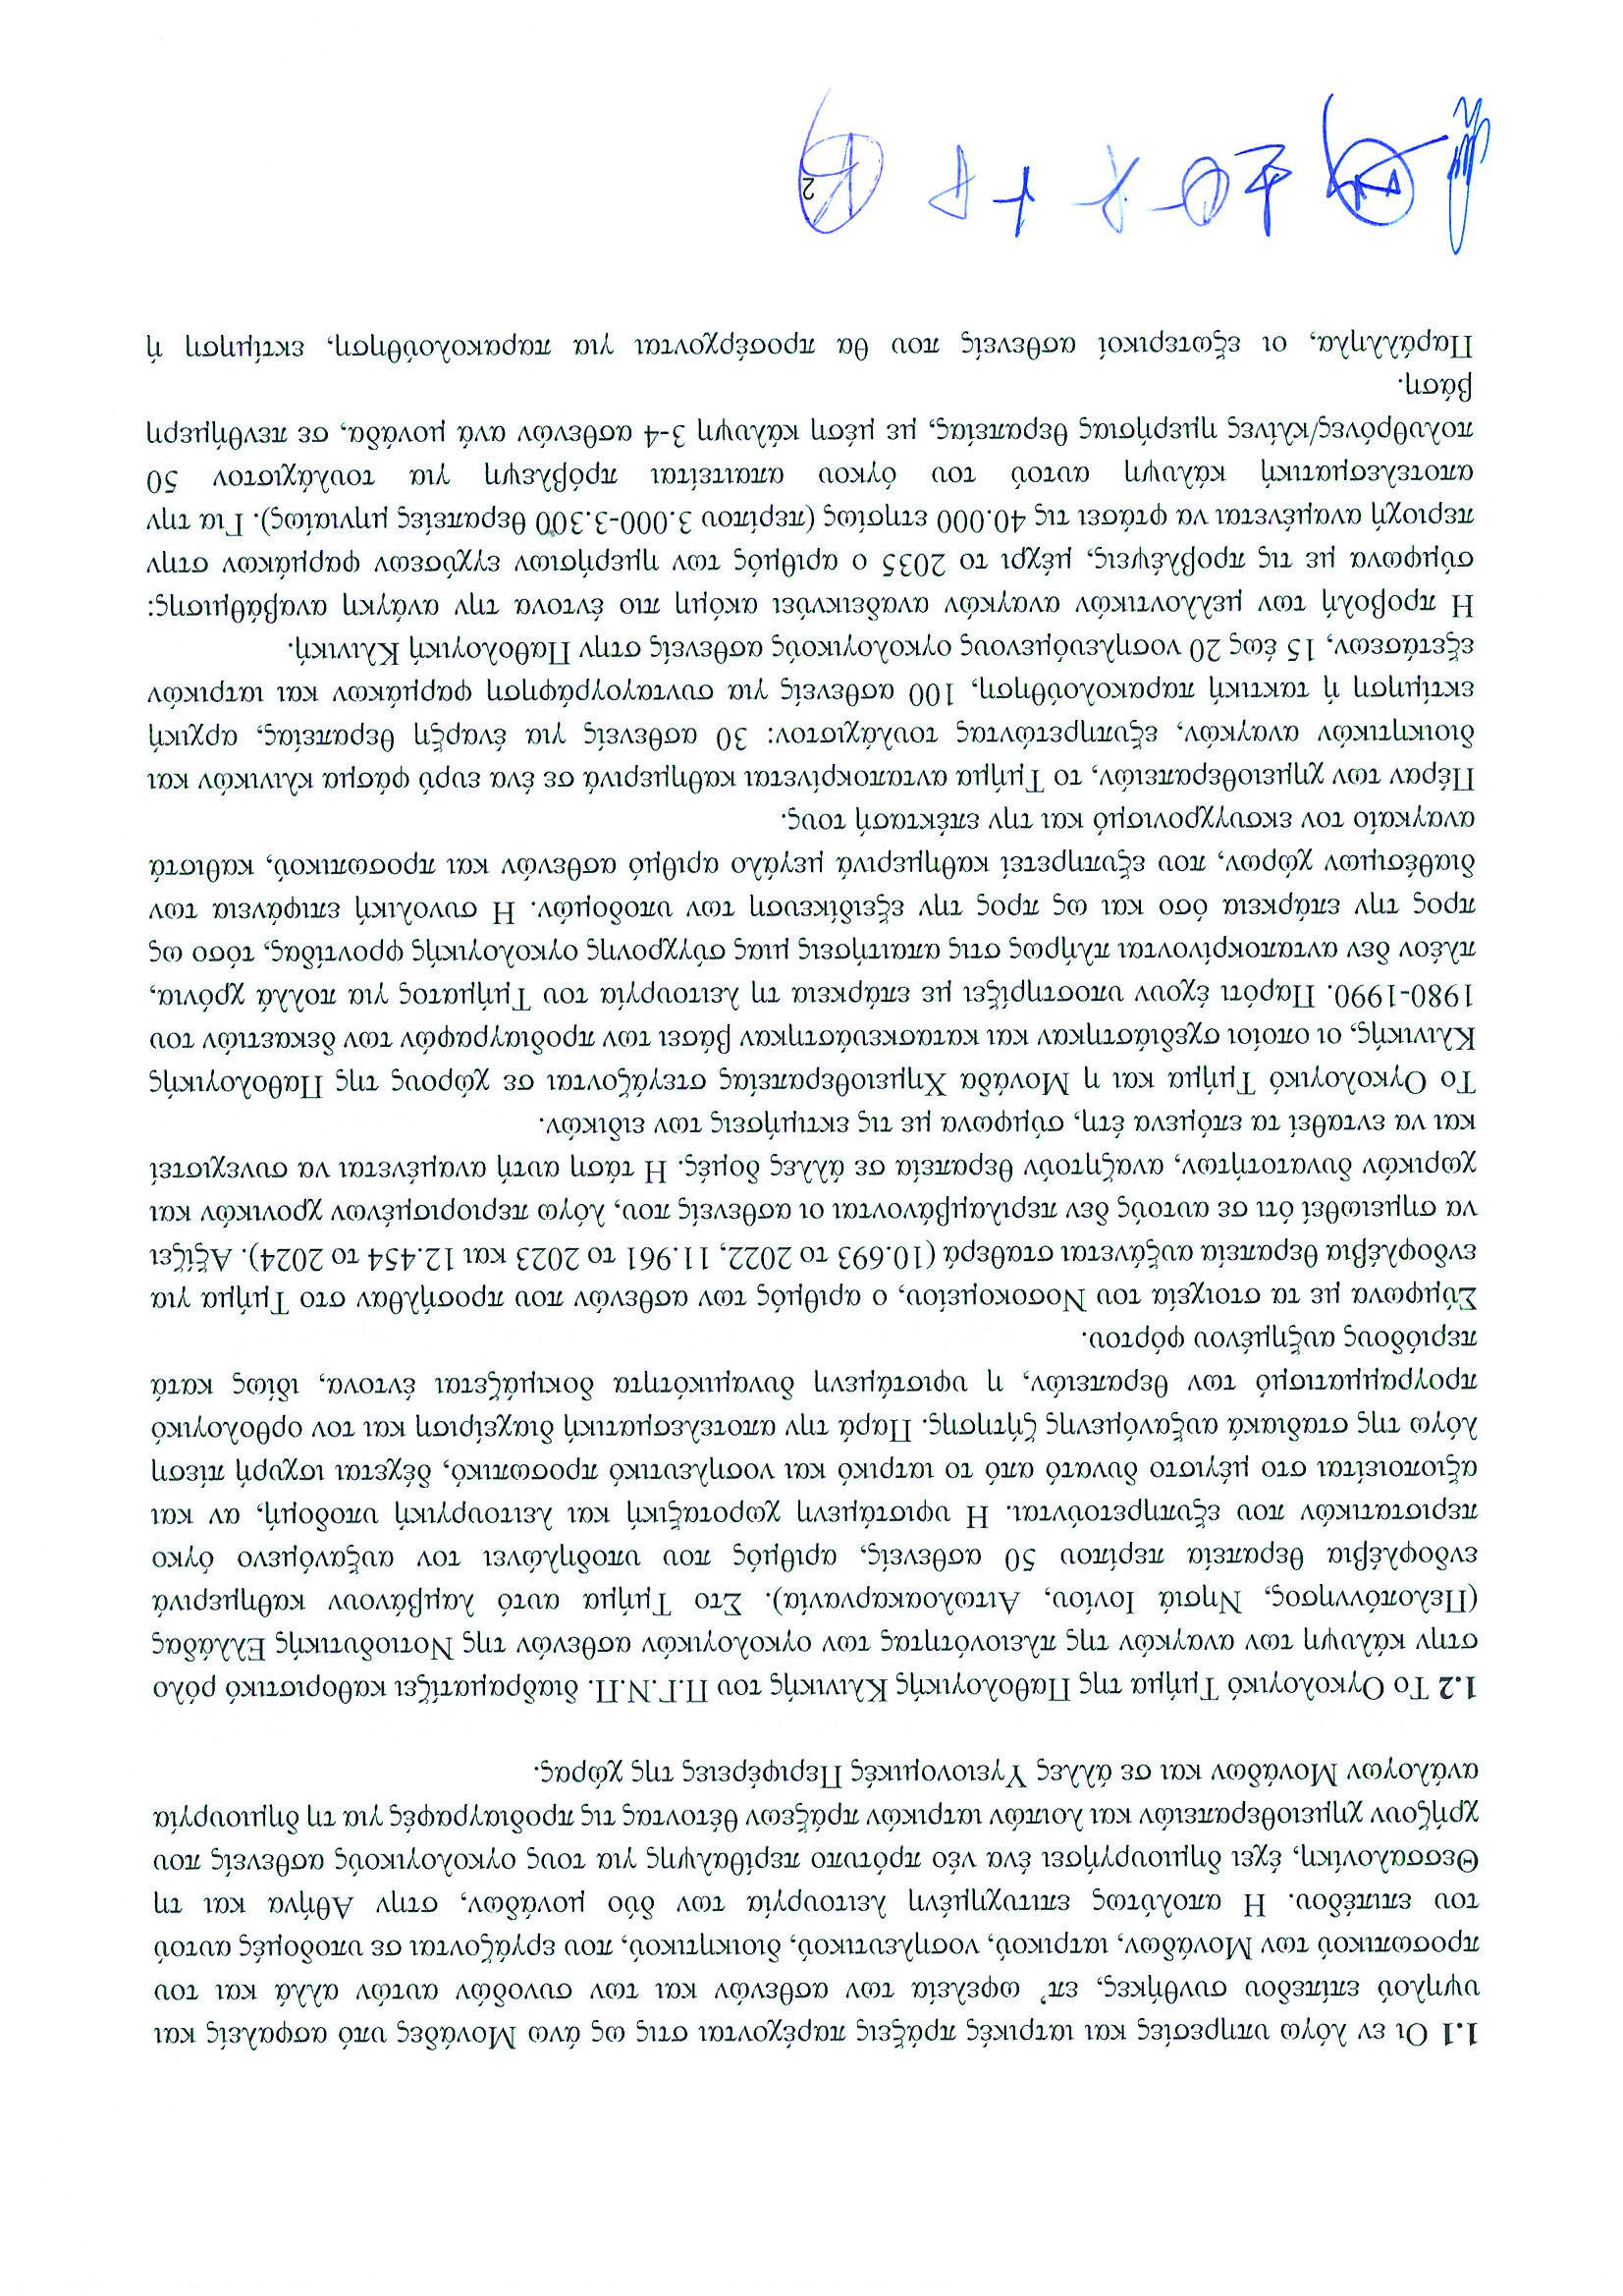 1.1 Οι εν λόγω υπηρεσίες και ιατρικές πράξεις παρέχονται στις ως άνω Μονάδες υπό ασφαλείς και
υψηλού επίπεδου συνθήκες, επ’ ωφελεία των ασθενών και των συνοδών αυτών αλλά και του
προσωπικού των Μονάδων, ιατρικού, νοσηλευτικού, διοικητικού, που εργάζονται σε υποδομές αυτού
του επιπέδου. Η απολύτως επιτυχημένη λειτουργία των δύο μονάδων, στην Αθήνα και τη
Θεσσαλονίκη, έχει δημιουργήσει ένα νέο πρότυπο περίθαλψης για τους ογκολογικούς ασθενείς που
χρήζουν χημειοθεραπειών και λοιπών ιατρικών πράξεων θέτοντας τις προδιαγραφές για τη δημιουργία
ανάλογων Μονάδων και σε άλλες Υγειονομικές Περιφέρειες της χώρας.
1.2 Το Ογκολογικό Τμήμα της Παθολογικής Κλινικής του Π.Γ.Ν.Π. διαδραματίζει καθοριστικό ρόλο
στην κάλυψη των αναγκών της πλειονότητας των ογκολογικών ασθενών της Νοτιοδυτικής Ελλάδας
(Πελοπόννησος, Νησιά Ιονίου, Αιτωλοακαρνανία). Στο Τμήμα αυτό λαμβάνουν καθημερινά
ενδοφλέβια θεραπεία περίπου 50 ασθενείς, αριθμός που υποδηλώνει τον αυξανόμενο όγκο
περιστατικών που εξυπηρετούνται. Η υφιστάμενη χωροταξική και λειτουργική υποδομή, αν και
αξιοποιείται στο μέγιστο δυνατό από το ιατρικό και νοσηλευτικό προσωπικό, δέχεται ισχυρή πίεση
λόγω της σταδιακά αυξανόμενης ζήτησης. Παρά την αποτελεσματική διαχείριση και τον ορθολογικό
προγραμματισμό των θεραπειών, η υφιστάμενη δυναμικότητα δοκιμάζεται έντονα, ιδίως κατά
περιόδους αυξημένου φόρτου.
Σύμφωνα με τα στοιχεία του Νοσοκομείου, ο αριθμός των ασθενών που προσήλθαν στο Τμήμα για
ενδοφλέβια θεραπεία αυξάνεται σταθερά (10.693 το 2022, 11.961 το 2023 και 12.454 το 2024). Αξίζει
να σημειωθεί ότι σε αυτούς δεν περιλαμβάνονται οι ασθενείς που, λόγω περιορισμένων χρονικών και
χωρικών δυνατοτήτων, αναζητούν θεραπεία σε άλλες δομές. Η τάση αυτή αναμένεται να συνεχιστεί
και να ενταθεί τα επόμενα έτη, σύμφωνα με τις εκτιμήσεις των ειδικών.
Το Ογκολογικό Τμήμα και η Μονάδα Χημειοθεραπείας στεγάζονται σε χώρους της Παθολογικής
Κλινικής, οι οποίοι σχεδιάστηκαν και κατασκευάστηκαν βάσει των προδιαγραφών των δεκαετιών του
1980-1990. Παρότι έχουν υποστηρίξει με επάρκεια τη λειτουργία του Τμήματος για πολλά χρόνια,
πλέον δεν ανταποκρίνονται πλήρως στις απαιτήσεις μιας σύγχρονης ογκολογικής φροντίδας, τόσο ως
προς την επάρκεια όσο και ως προς την εξειδίκευση των υποδομών. Η συνολική επιφάνεια των
διαθέσιμων χώρων, που εξυπηρετεί καθημερινά μεγάλο αριθμό ασθενών και προσωπικού, καθιστά
αναγκαίο τον εκσυγχρονισμό και την επέκτασή τους.
Πέραν των χημειοθεραπειών, το Τμήμα ανταποκρίνεται καθημερινά σε ένα ευρύ φάσμα κλινικών και
διοικητικών αναγκών, εξυπηρετώντας τουλάχιστον: 30 ασθενείς για έναρξη θεραπείας, αρχική
εκτίμηση ή τακτική παρακολούθηση, 100 ασθενείς για συνταγογράφηση φαρμάκων και ιατρικών
εξετάσεων, 15 έως 20 νοσηλευόμενους ογκολογικούς ασθενείς στην Παθολογική Κλινική.
Η προβολή των μελλοντικών αναγκών αναδεικνύει ακόμη πιο έντονα την ανάγκη αναβάθμισης:
σύμφωνα με τις προβλέψεις, μέχρι το 2035 ο αριθμός των ημερήσιων εγχύσεων φαρμάκων στην
περιοχή αναμένεται να φτάσει τις 40.000 ετησίως (περίπου 3.000-3.300 θεραπείες μηνιαίως). Για την
αποτελεσματική κάλυψη αυτού του όγκου απαιτείται πρόβλεψη για τουλάχιστον 50
πολυθρόνες/κλίνες ημερήσιας θεραπείας, με μέση κάλυψη 3-4 ασθενών ανά μονάδα, σε πενθήμερη
βάση.
Παράλληλα, οι εξωτερικοί ασθενείς που θα προσέρχονται για παρακολούθηση, εκτίμηση ή
2